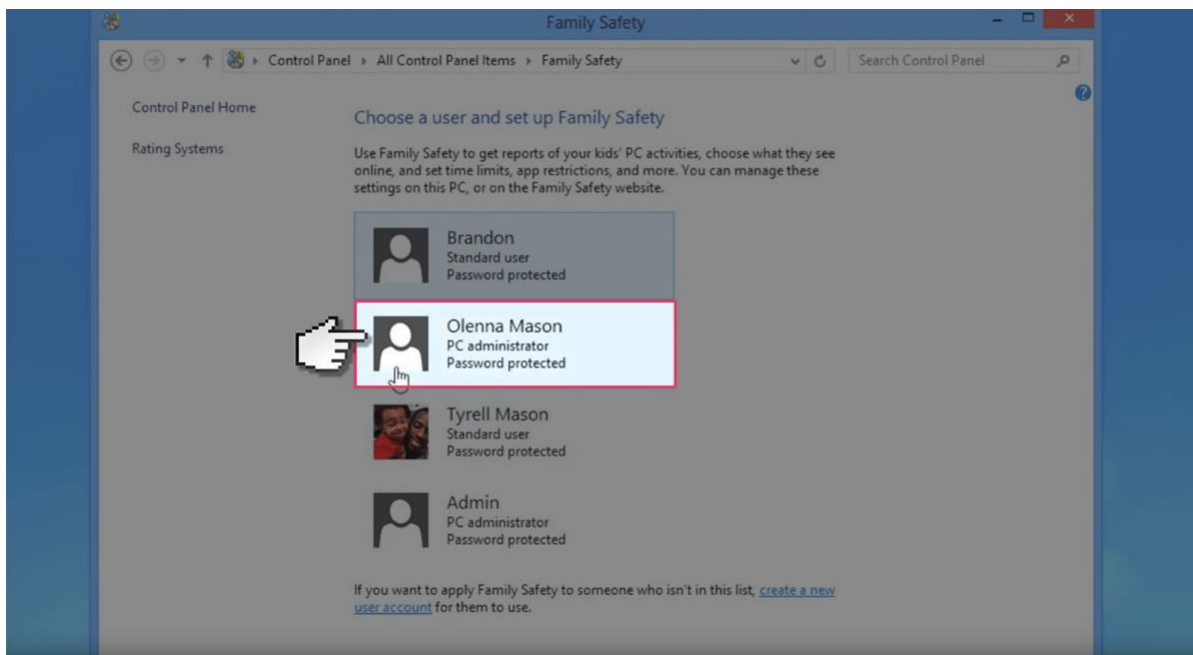 Family Safety
Control Panel ▸ All Control Panel Items ▸ Family Safety
Search Control Panel
Control Panel Home
Rating Systems
Choose a user and set up Family Safety
Use Family Safety to get reports of your kids' PC activities, choose what they see
online, and set time limits, app restrictions, and more. You can manage these
settings on this PC, or on the Family Safety website.
Brandon
Standard user
Password protected
Olenna Mason
PC administrator
Password protected
Tyrell Mason
Standard user
Password protected
Admin
PC administrator
Password protected
If you want to apply Family Safety to someone who isn't in this list, create a new
user account for them to use.